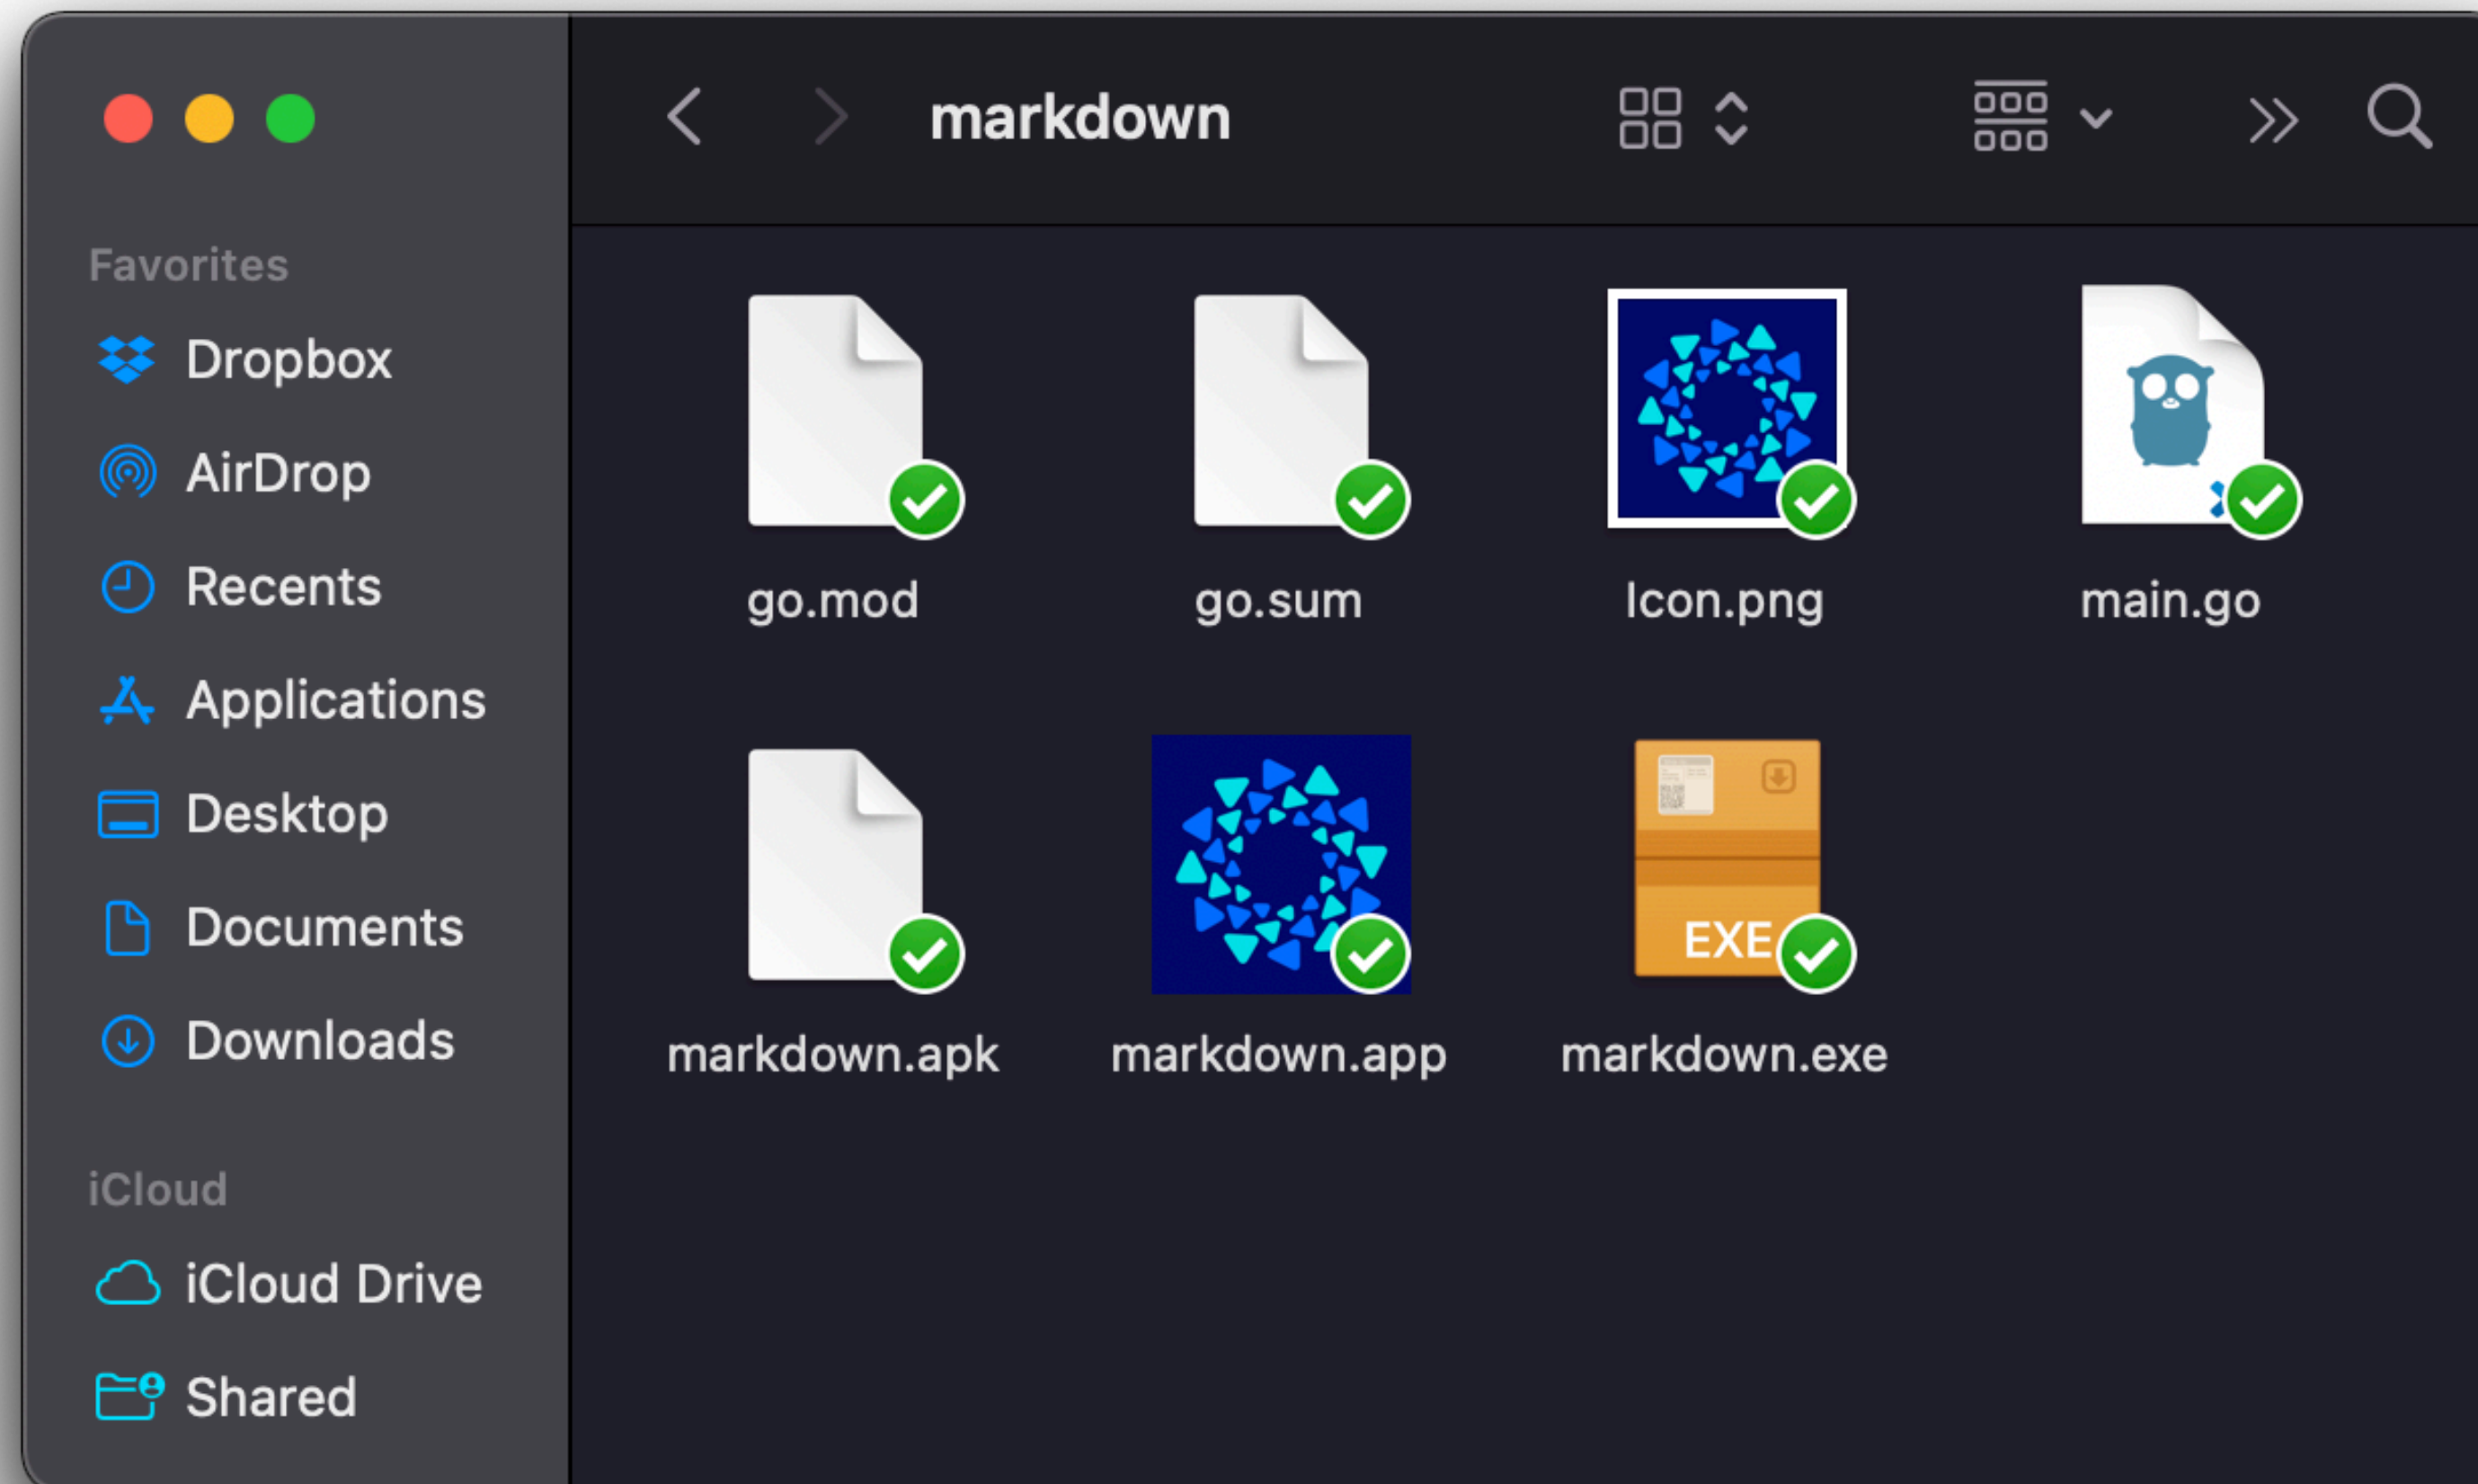 markdown
Favorites
Dropbox
AirDrop
Recents
Applications
Desktop
Documents
Downloads
iCloud
iCloud Drive
Shared
go.mod
go.sum
Icon.png
main.go
EXE
markdown.apk
markdown.app
markdown.exe